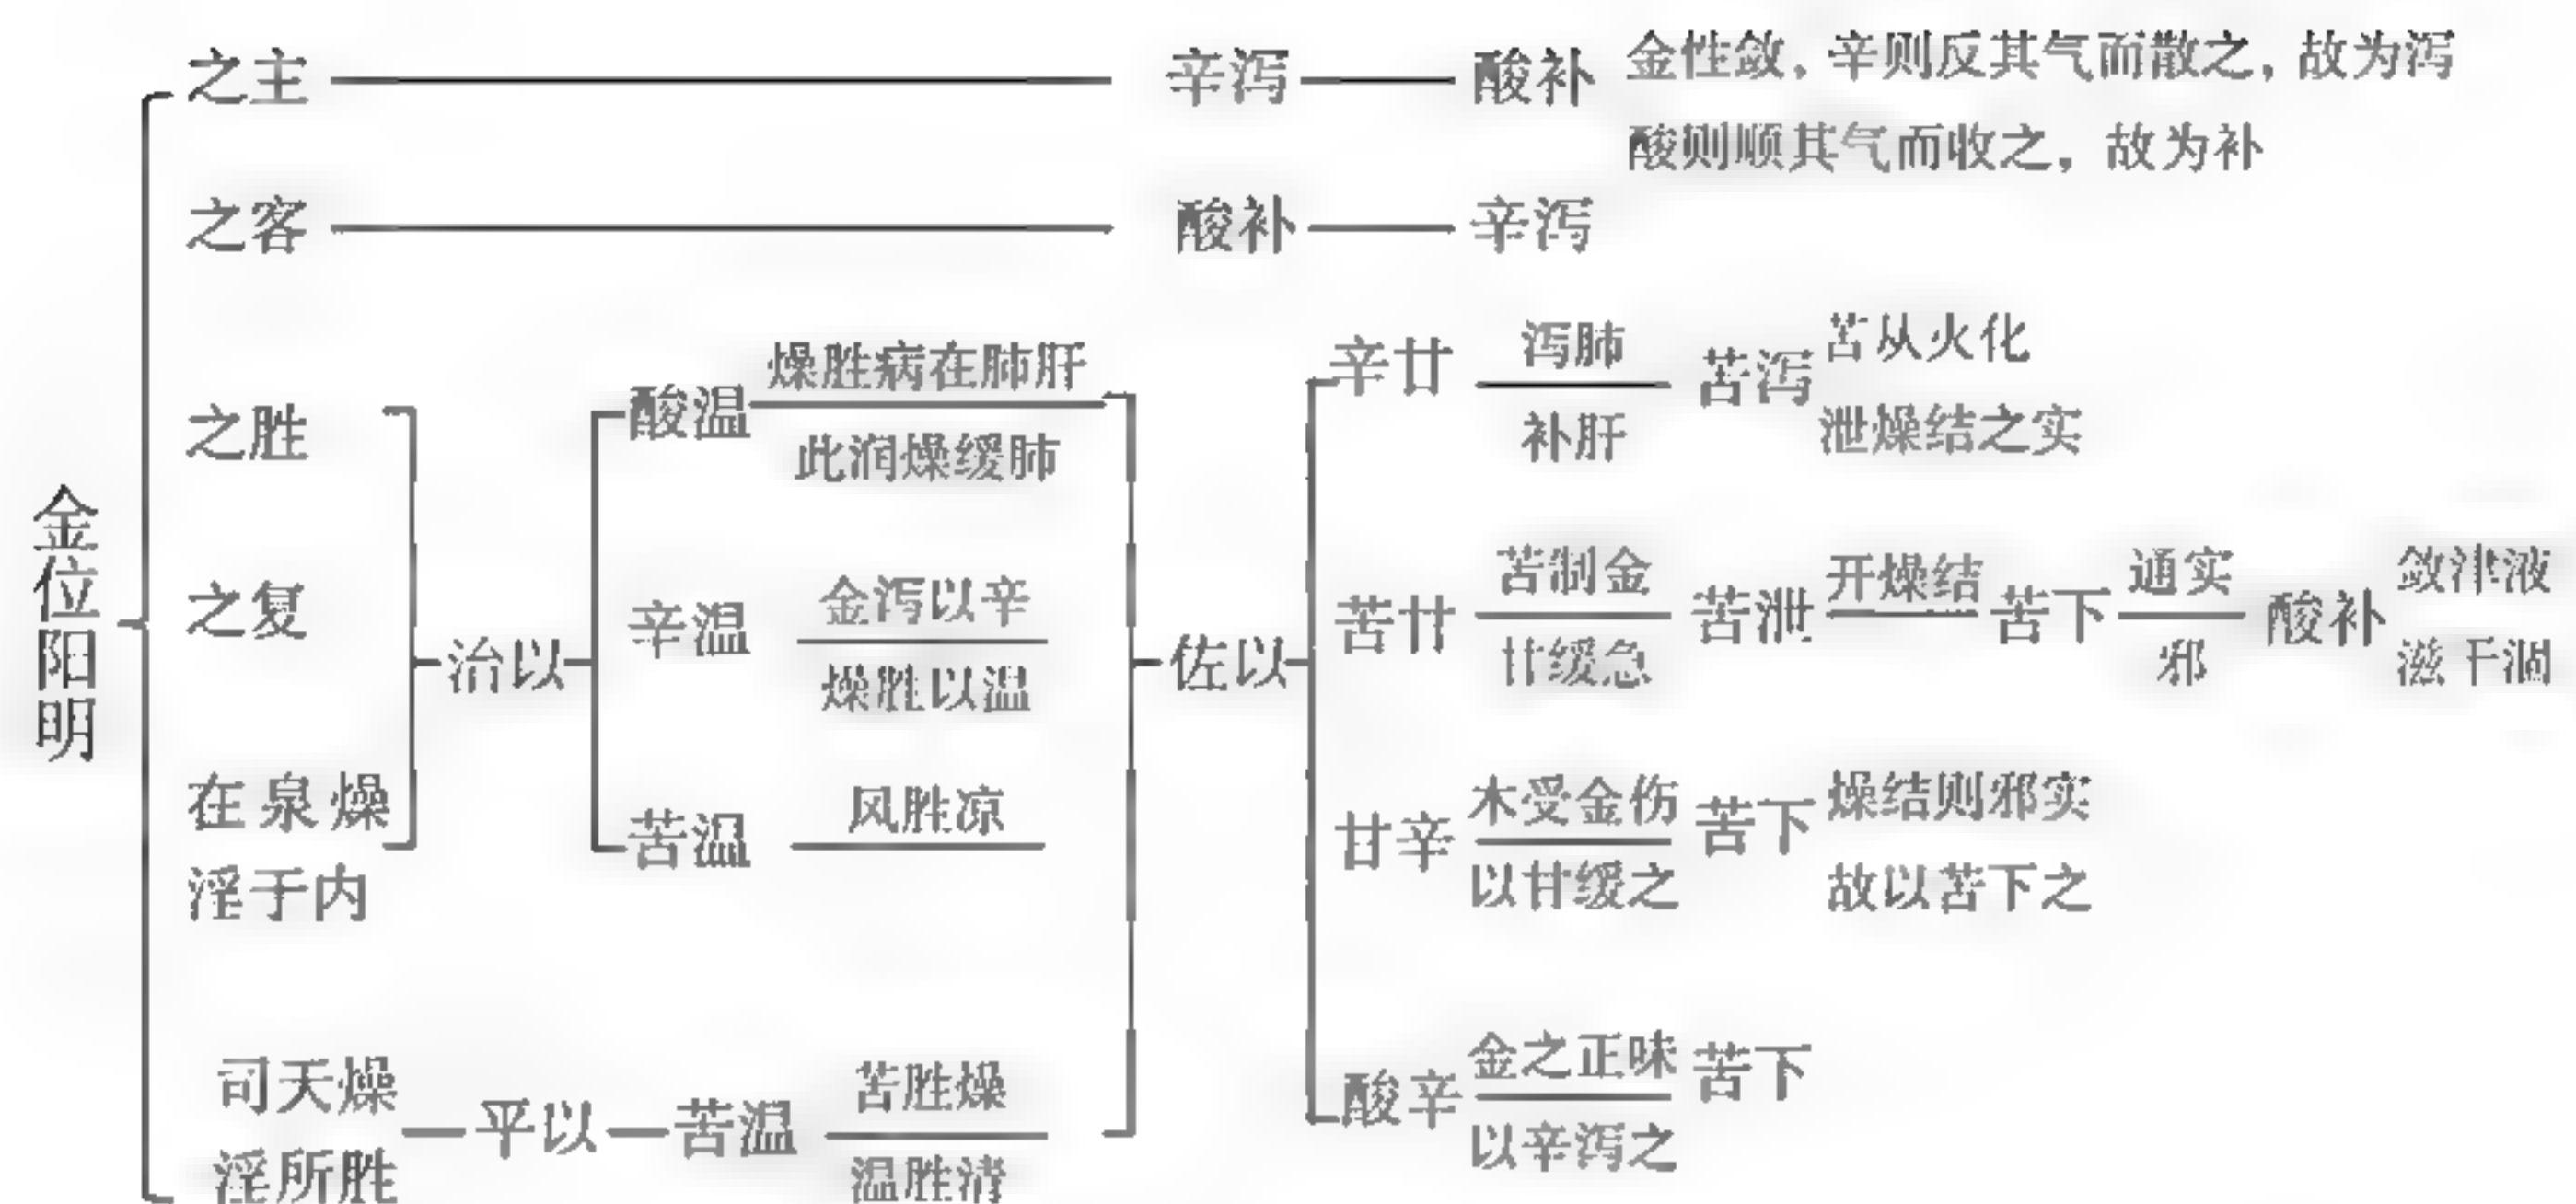 金位阳明
之主 辛泻 酸补 金性敛，辛则反其气而散之，故为泻
酸则顺其气而收之，故为补
之客 酸补 辛泻
之胜
之复
在泉燥
淫于内
治以
酸温 燥胜病在肺肝
此润燥缓肺
辛温 金泻以辛
燥胜以温
苦温 风胜凉
司天燥
淫所胜
平以 苦温 苦胜燥
温胜清
佐以
辛甘 泻肺
补肝
苦泻 苦从火化
泄燥结之实
苦甘 苦制金
甘缓急
苦泄 开燥结 苦下 通实
邪
酸补 敛津液
滋干涸
甘辛 木受金伤
以甘缓之
苦下 燥结则邪实
故以苦下之
酸辛 金之正味
以辛泻之
苦下